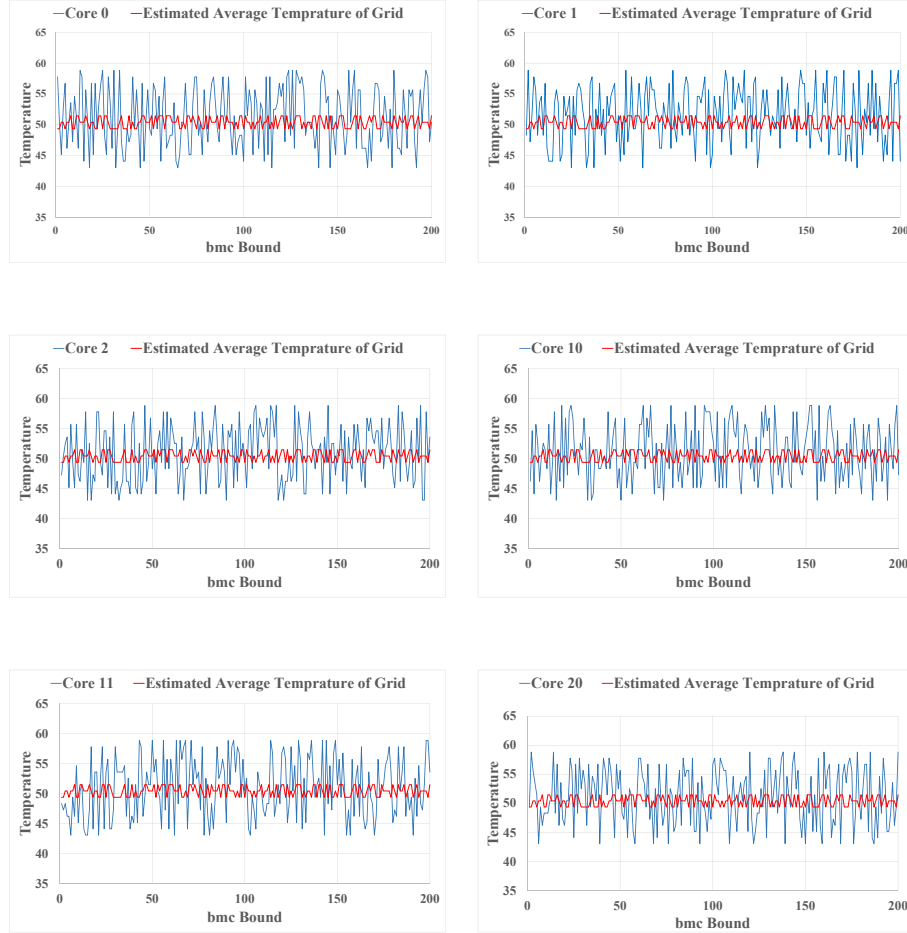 Core 0 Estimated Average Temprature of Grid
65
60
55
50
45
40
35
Temperature
0 50 100 150 200
bmc Bound
Core 1 Estimated Average Temprature of Grid
65
60
55
50
45
40
35
Temperature
0 50 100 150 200
bmc Bound
Core 2 Estimated Average Temprature of Grid
65
60
55
50
45
40
35
Temperature
0 50 100 150 200
bmc Bound
Core 10 Estimated Average Temprature of Grid
65
60
55
50
45
40
35
Temperature
0 50 100 150 200
bmc Bound
Core 11 Estimated Average Temprature of Grid
65
60
55
50
45
40
35
Temperature
0 50 100 150 200
bmc Bound
Core 20 Estimated Average Temprature of Grid
65
60
55
50
45
40
35
Temperature
0 50 100 150 200
bmc Bound